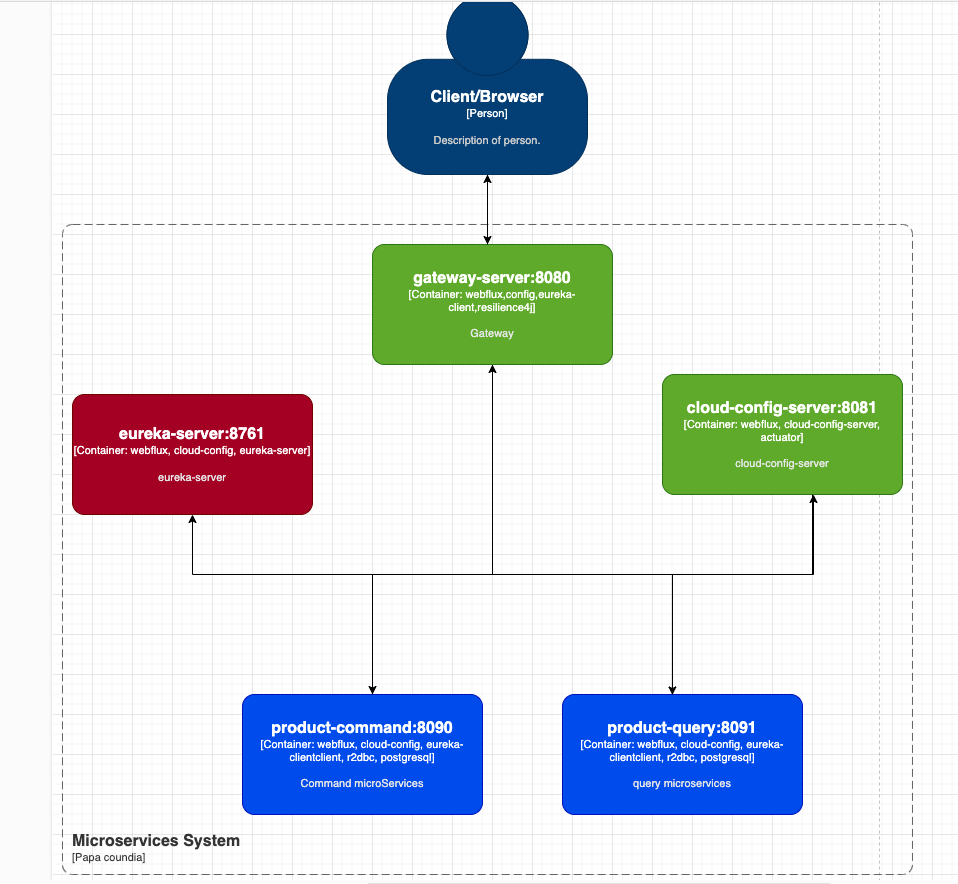 Client/Browser
[Person]
Description of person.
gateway-server:8080
[Container: webflux,config,eureka-
client,resilience4j]
Gateway
cloud-config-server:8081
[Container: webflux, cloud-config-server,
actuator]
cloud-config-server
eureka-server:8761
[Container: webflux, cloud-config, eureka-server]
eureka-server
product-command:8090
[Container: webflux, cloud-config, eureka-
clientclient, r2dbc, postgresql]
Command microServices
product-query:8091
[Container: webflux, cloud-config, eureka-
clientclient, r2dbc, postgresql]
query microservices
Microservices System
[Papa coundia]